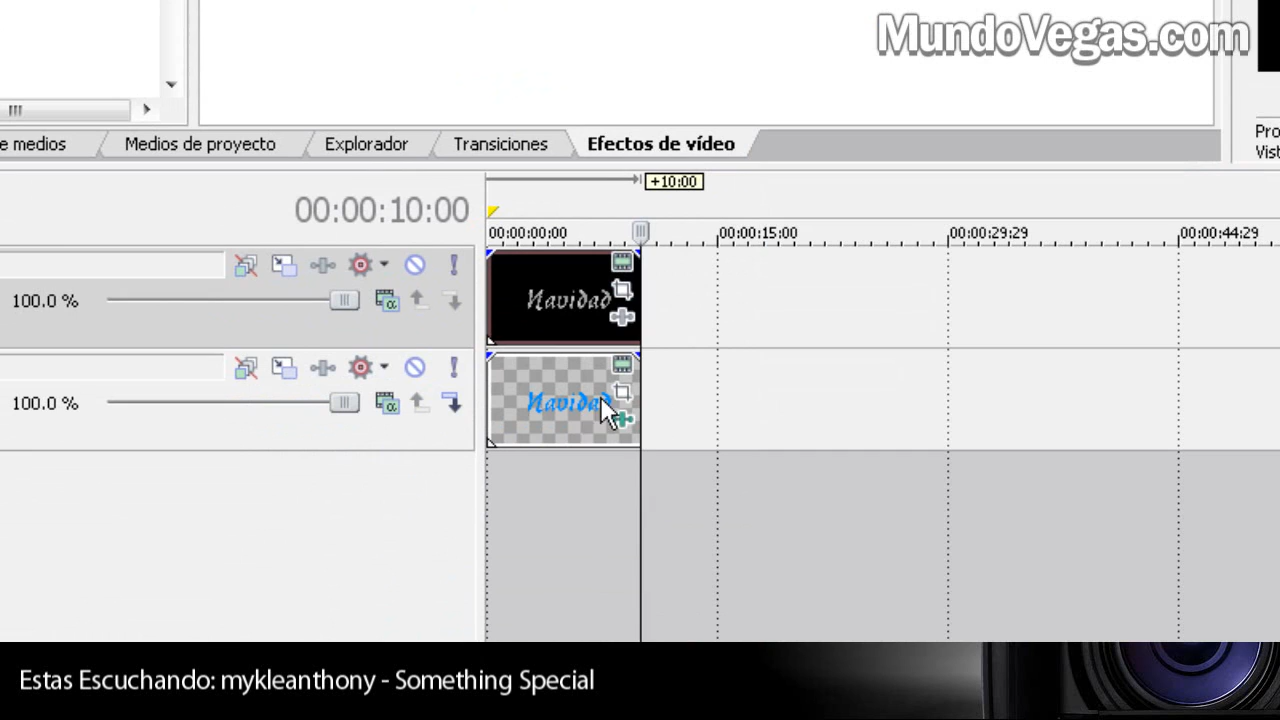 MundoVegas.com
e medios
Medios de proyecto
Explorador
Transiciones
Efectos de vídeo
Pro
Vist
+10:00
00:00:10:00
00:00:00:00
00:00:15:00
00:00:29:29
00:00:44:29
100.0 %
Navidad
100.0 %
Navidad
Estas Escuchando: mykleanthony - Something Special